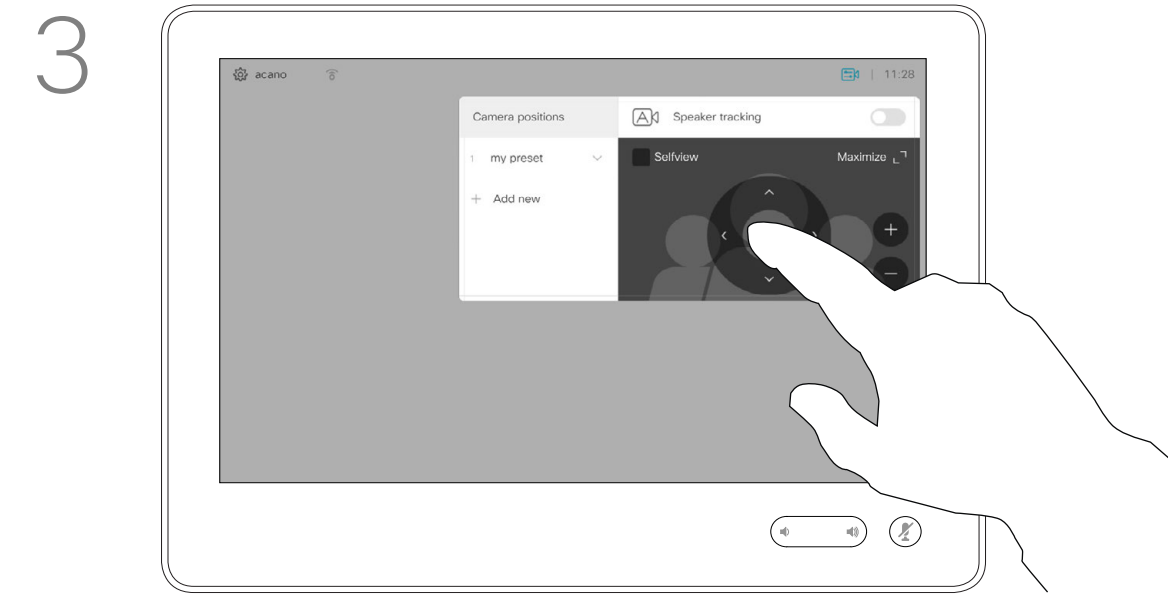 3
acano
11:28
Camera positions
Speaker tracking
1 my preset
Selfview
Maximize
+ Add new